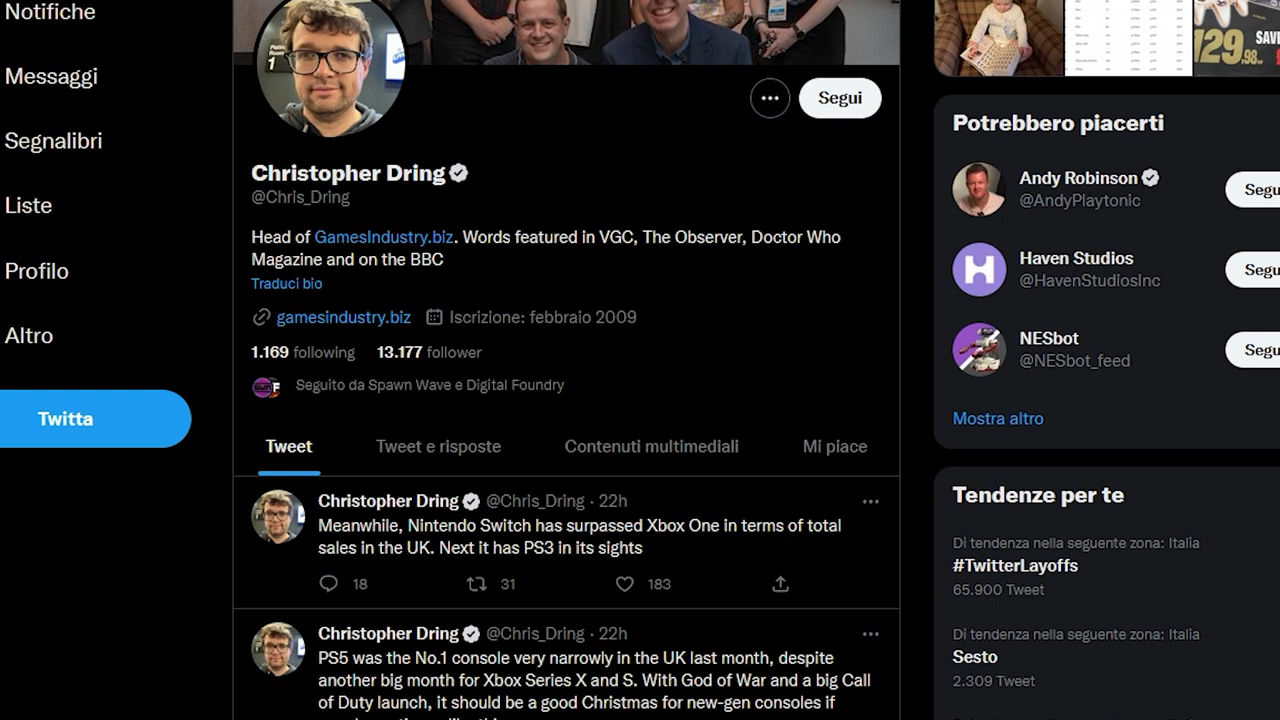 Notifiche
Messaggi
Segnalibri
Liste
Profilo
Altro
Twitta
1
Segui
Christopher Dring
@Chris_Dring
Head of GamesIndustry.biz. Words featured in VGC, The Observer, Doctor Who
Magazine and on the BBC
Traduci bio
gamesindustry.biz Iscrizione: febbraio 2009
1.169 following 13.177 follower
Seguito da Spawn Wave e Digital Foundry
Tweet Tweet e risposte Contenuti multimediali Mi piace
Christopher Dring @Chris_Dring · 22h
Meanwhile, Nintendo Switch has surpassed Xbox One in terms of total
sales in the UK. Next it has PS3 in its sights
18 31 183
Christopher Dring @Chris_Dring · 22h
PS5 was the No.1 console very narrowly in the UK last month, despite
another big month for Xbox Series X and S. With God of War and a big Call
of Duty launch, it should be a good Christmas for new-gen consoles if
129.98
SAVE
Potrebbero piacerti
Andy Robinson
@AndyPlaytonic
Segu
Haven Studios
@HavenStudiosInc
Segu
NESbot
@NESbot_feed
Segu
Mostra altro
Tendenze per te
Di tendenza nella seguente zona: Italia
#TwitterLayoffs
65.900 Tweet
Di tendenza nella seguente zona: Italia
Sesto
2.309 Tweet